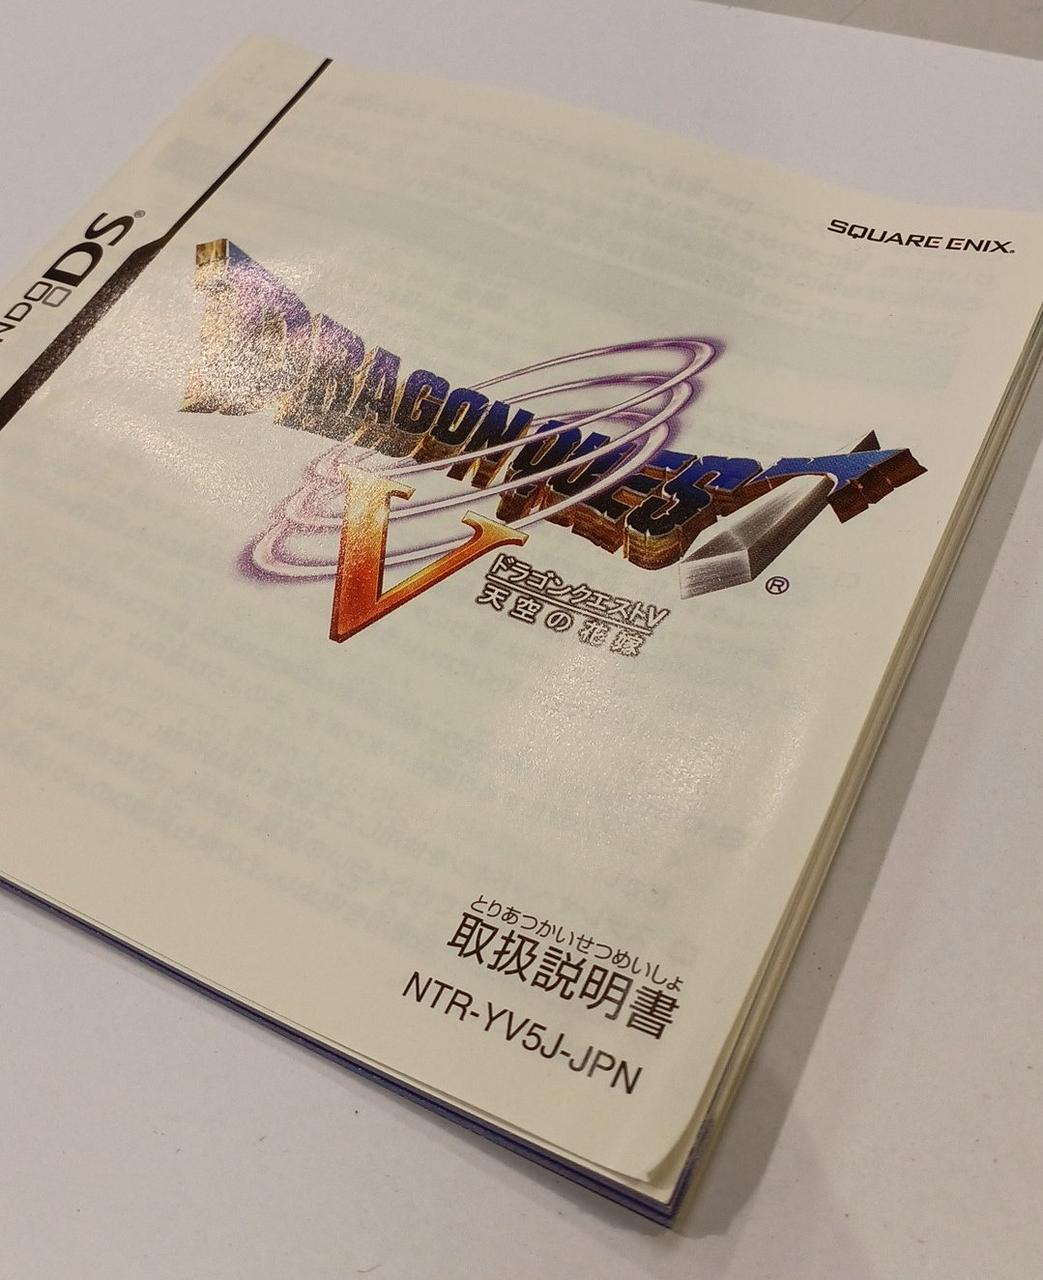 NDO DS®
SQUARE ENIX®
DRAGON QUEST®
V
ドラゴンクエストV
天空の花嫁
とりあつかいせつめいしょ
取扱説明書
NTR-YV5J-JPN